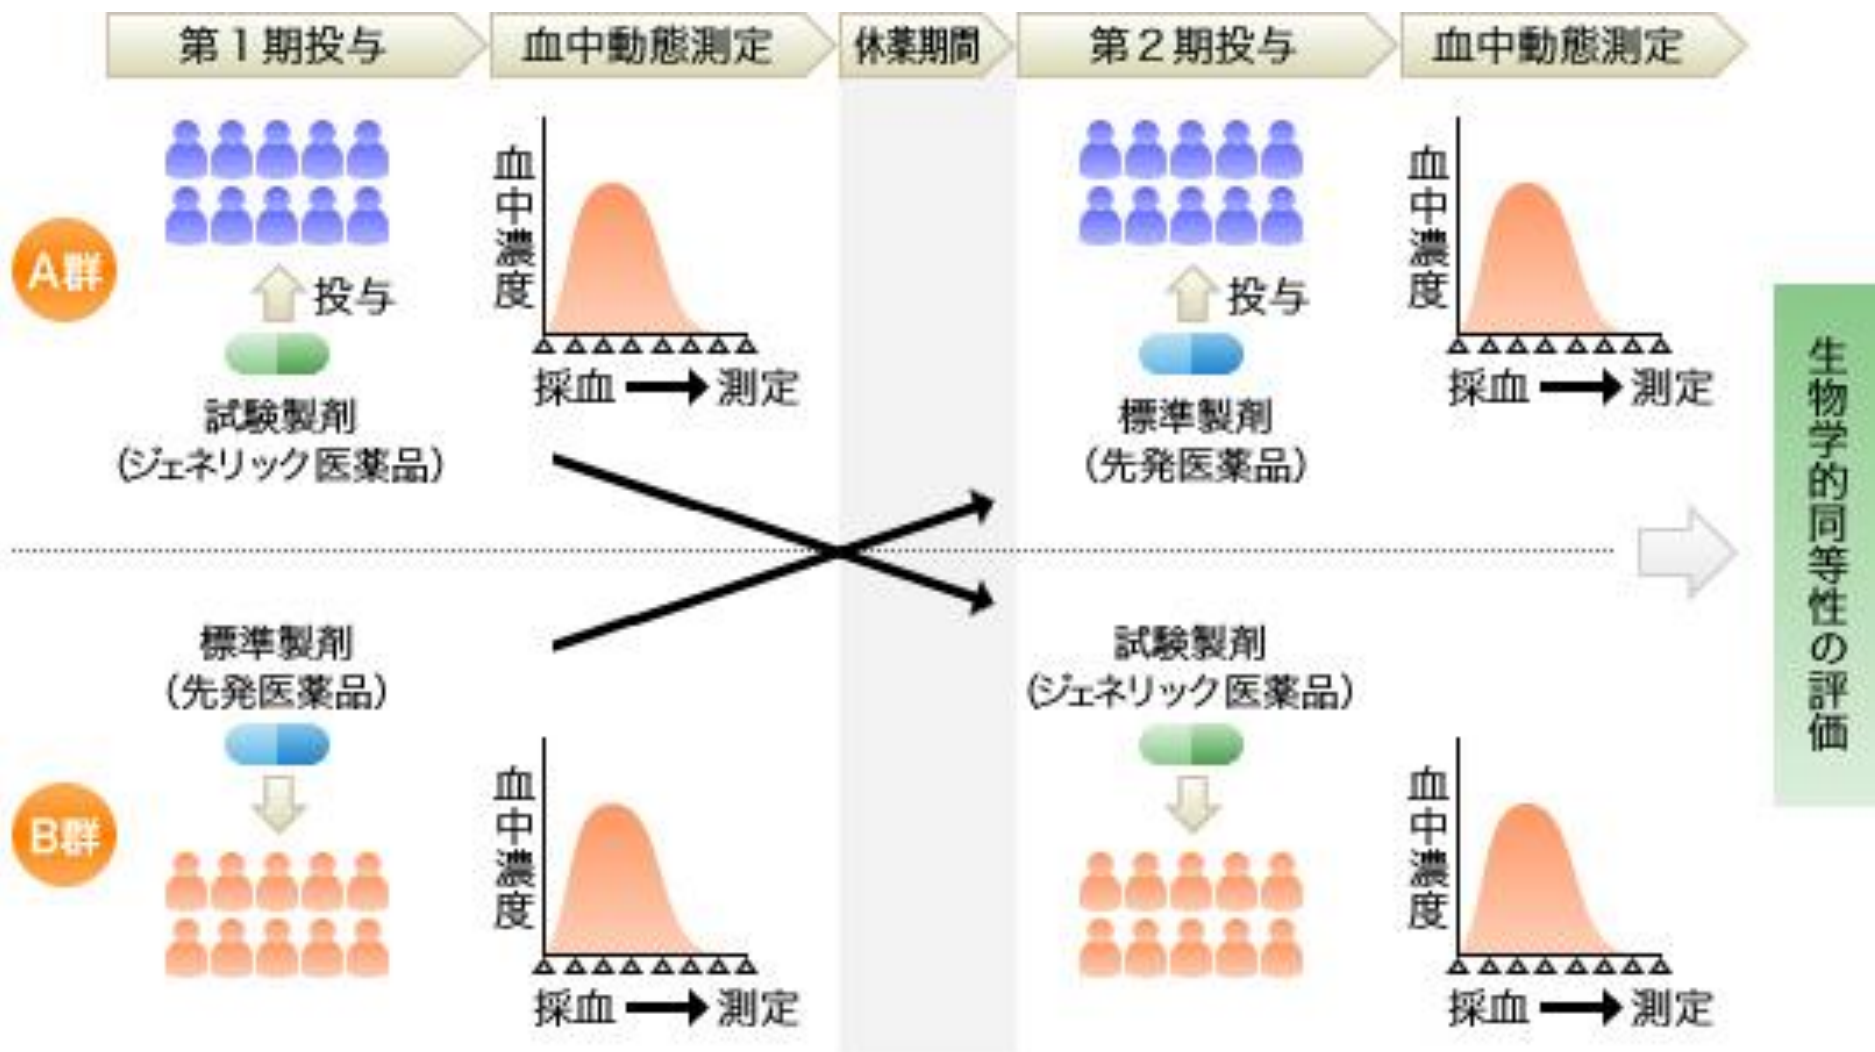 第1期投与
血中動態測定
休薬期間
第2期投与
血中動態測定
A群
投与
試験製剤
(ジェネリック医薬品)
血中濃度
採血 → 測定
投与
標準製剤
(先発医薬品)
血中濃度
採血 → 測定
B群
標準製剤
(先発医薬品)
血中濃度
採血 → 測定
試験製剤
(ジェネリック医薬品)
血中濃度
採血 → 測定
生物学的同等性の評価